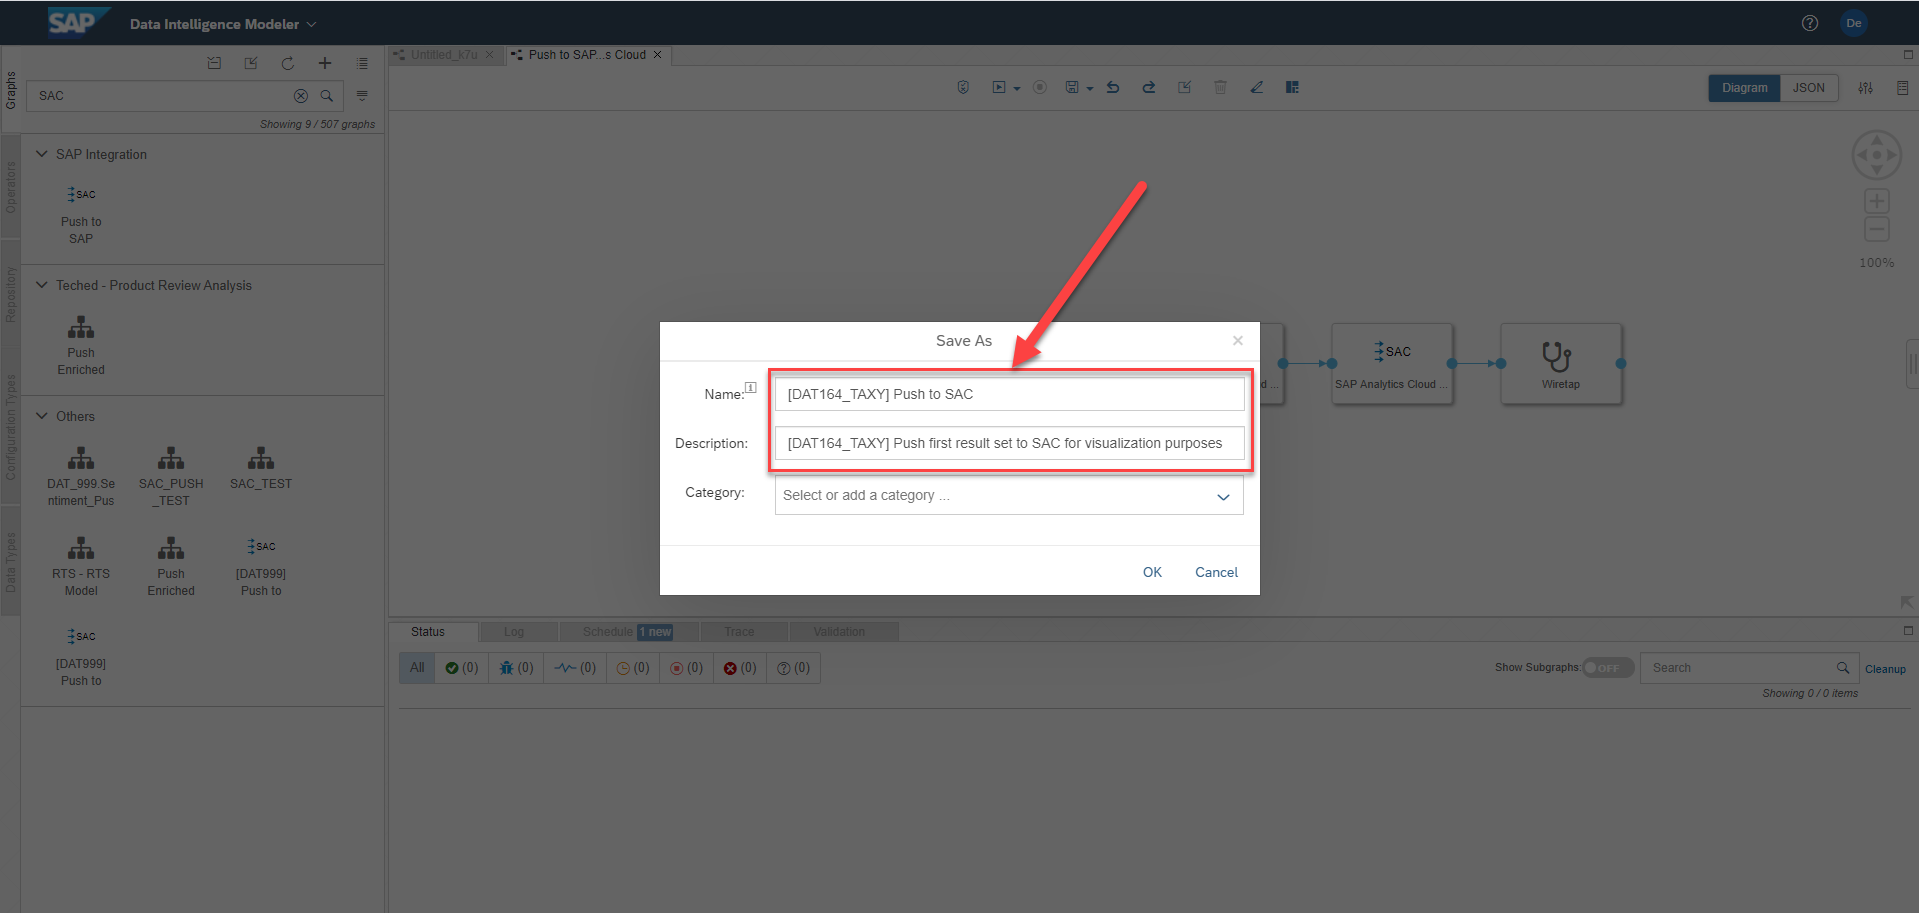 SAP Data Intelligence Modeler De
Graphs
Operators
Repository
Configuration Types
Data Types
SAC
Showing 9 / 507 graphs
SAP Integration
SAC
Push to
SAP
Teched - Product Review Analysis
Push
Enriched
Others
DAT_999.Se
ntiment_Pus
SAC_PUSH
_TEST
SAC_TEST
RTS - RTS
Model
Push
Enriched
SAC
[DAT999]
Push to
SAC
[DAT999]
Push to
Untitled_k7u
Push to SAP...s Cloud
Diagram JSON
100%
d ...
SAC
SAP Analytics Cloud ...
Wiretap
Save As
Name: [DAT164_TAXY] Push to SAC
Description: [DAT164_TAXY] Push first result set to SAC for visualization purposes
Category: Select or add a category ...
OK Cancel
Status Log Schedule 1 new Trace Validation
All (0) (0) (0) (0) (0) (0) (0)
Show Subgraphs: OFF Search Cleanup
Showing 0 / 0 items